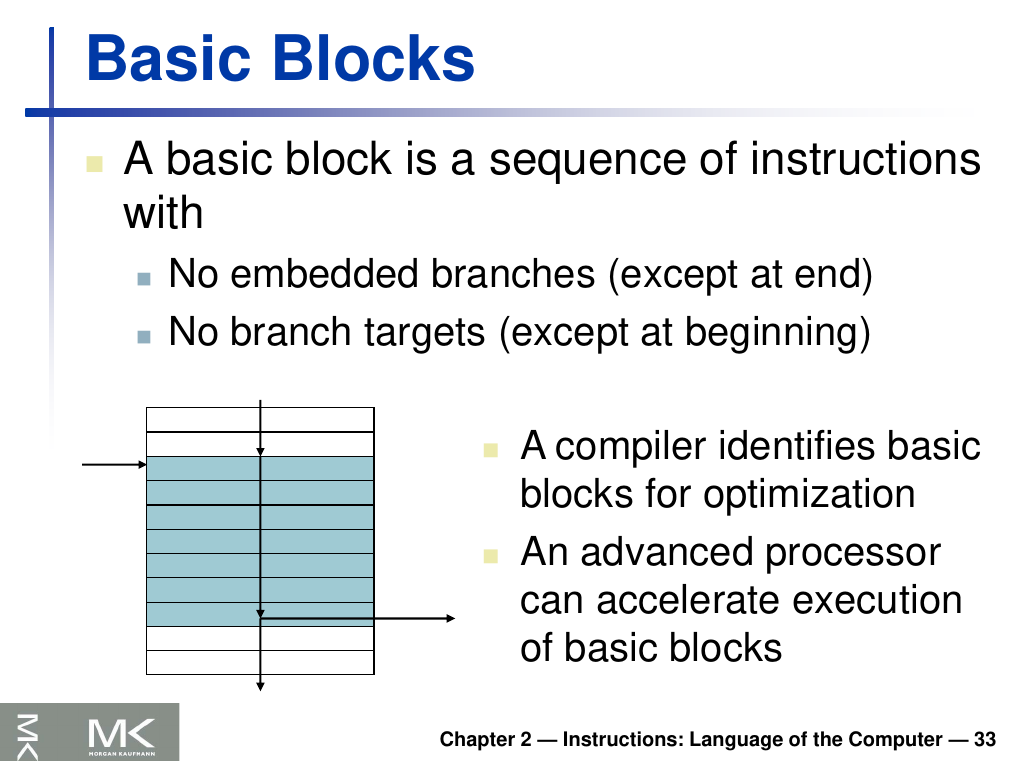 Basic Blocks
A basic block is a sequence of instructions
with
No embedded branches (except at end)
No branch targets (except at beginning)
A compiler identifies basic
blocks for optimization
An advanced processor
can accelerate execution
of basic blocks
MK
MK
MORGAN KAUFMANN
Chapter 2 — Instructions: Language of the Computer — 33